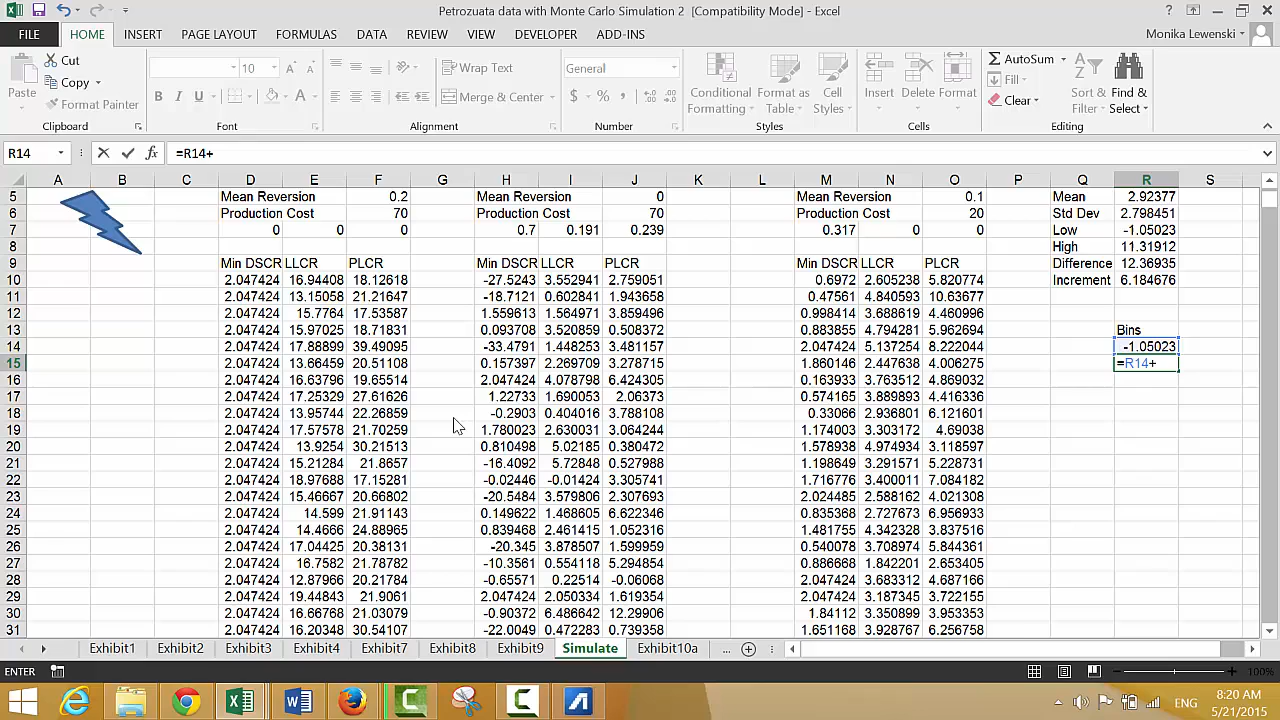 Petrozuata data with Monte Carlo Simulation 2 [Compatibility Mode] - Excel
FILE HOME INSERT PAGE LAYOUT FORMULAS DATA REVIEW VIEW DEVELOPER ADD-INS Monika Lewenski
Paste Cut Copy Format Painter Clipboard
10 B I U A Font
Wrap Text Merge & Center Alignment
General $ % , Number
Conditional Formatting Format as Table Cell Styles Styles
Insert Delete Format Cells
AutoSum Fill Clear Sort & Filter Find & Select Editing
R14 =R14+
A B C D E F G H I J K L M N O P Q R S
5 Mean Reversion 0.2 Mean Reversion 0 Mean Reversion 0.1 Mean 2.92377
6 Production Cost 70 Production Cost 70 Production Cost 20 Std Dev 2.798451
7 0 0 0 0.7 0.191 0.239 0.317 0 0 Low -1.05023
8 High 11.31912
9 Min DSCR LLCR PLCR Min DSCR LLCR PLCR Min DSCR LLCR PLCR Difference 12.36935
10 2.047424 16.94408 18.12618 -27.5243 3.552941 2.759051 0.6972 2.605238 5.820774 Increment 6.184676
11 2.047424 13.15058 21.21647 -18.7121 0.602841 1.943658 0.47561 4.840593 10.63677
12 2.047424 15.7764 17.53587 1.559613 1.564971 3.859496 0.998414 3.688619 4.460996
13 2.047424 15.97025 18.71831 0.093708 3.520859 0.508372 0.883855 4.794281 5.962694 Bins
14 2.047424 17.88899 39.49095 -33.4791 1.448253 3.481157 2.047424 5.137254 8.222044 -1.05023
15 2.047424 13.66459 20.51108 0.157397 2.269709 3.278715 1.860146 2.447638 4.006275 =R14+
16 2.047424 16.63796 19.65514 2.047424 4.078798 6.424305 0.163933 3.763512 4.869032
17 2.047424 17.25329 27.61626 1.22733 1.690053 2.06373 0.574165 3.889893 4.416336
18 2.047424 13.95744 22.26859 -0.2903 0.404016 3.788108 0.33066 2.936801 6.121601
19 2.047424 17.57578 21.70259 1.780023 2.630031 3.064244 1.174003 3.303172 4.69038
20 2.047424 13.9254 30.21513 0.810498 5.02185 0.380472 1.578938 4.974934 3.118597
21 2.047424 15.21284 21.8657 -16.4092 5.72848 0.527988 1.198649 3.291571 5.228731
22 2.047424 18.97688 17.15281 -0.02446 -0.01424 3.305741 1.716776 3.400011 7.084182
23 2.047424 15.46667 20.66802 -20.5484 3.579806 2.307693 2.024485 2.588162 4.021308
24 2.047424 14.599 21.91143 0.149622 1.468605 6.622346 0.835368 2.727673 6.956933
25 2.047424 14.4666 24.88965 0.839468 2.461415 1.052316 1.481755 4.342328 4.837517
26 2.047424 17.04425 20.38131 -20.345 3.878507 1.599959 0.540078 3.708974 5.844361
27 2.047424 16.7582 21.78782 -10.3561 0.554118 5.294854 0.886668 1.842201 2.653405
28 2.047424 12.87966 20.21784 -0.65571 0.22514 -0.06068 2.047424 3.683312 4.687166
29 2.047424 19.44843 21.9061 2.047424 2.050334 1.619354 2.047424 3.187345 3.722155
30 2.047424 16.66768 21.03079 -0.90372 6.486642 12.29906 1.84112 3.350899 3.953353
31 2.047424 16.20348 30.54107 -22.0049 0.472283 0.739358 1.651168 3.928767 6.256758
Exhibit1 Exhibit2 Exhibit3 Exhibit4 Exhibit7 Exhibit8 Exhibit9 Simulate Exhibit10a ...
ENTER 100%
ENG 8:20 AM
5/21/2015